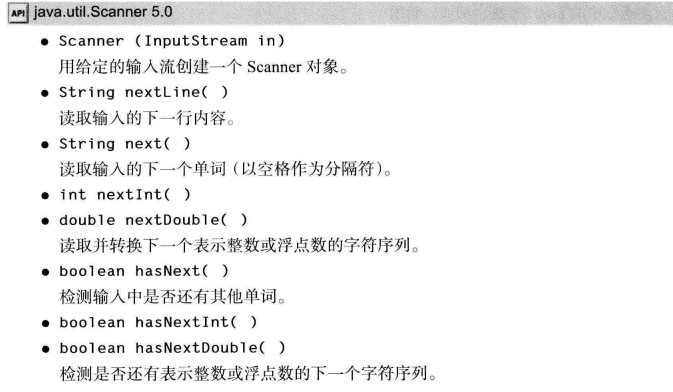 API java.util.Scanner 5.0
● Scanner (InputStream in)
用给定的输入流创建一个 Scanner 对象。
● String nextLine( )
读取输入的下一行内容。
● String next( )
读取输入的下一个单词（以空格作为分隔符）。
● int nextInt( )
● double nextDouble( )
读取并转换下一个表示整数或浮点数的字符序列。
● boolean hasNext( )
检测输入中是否还有其他单词。
● boolean hasNextInt( )
● boolean hasNextDouble( )
检测是否还有表示整数或浮点数的下一个字符序列。